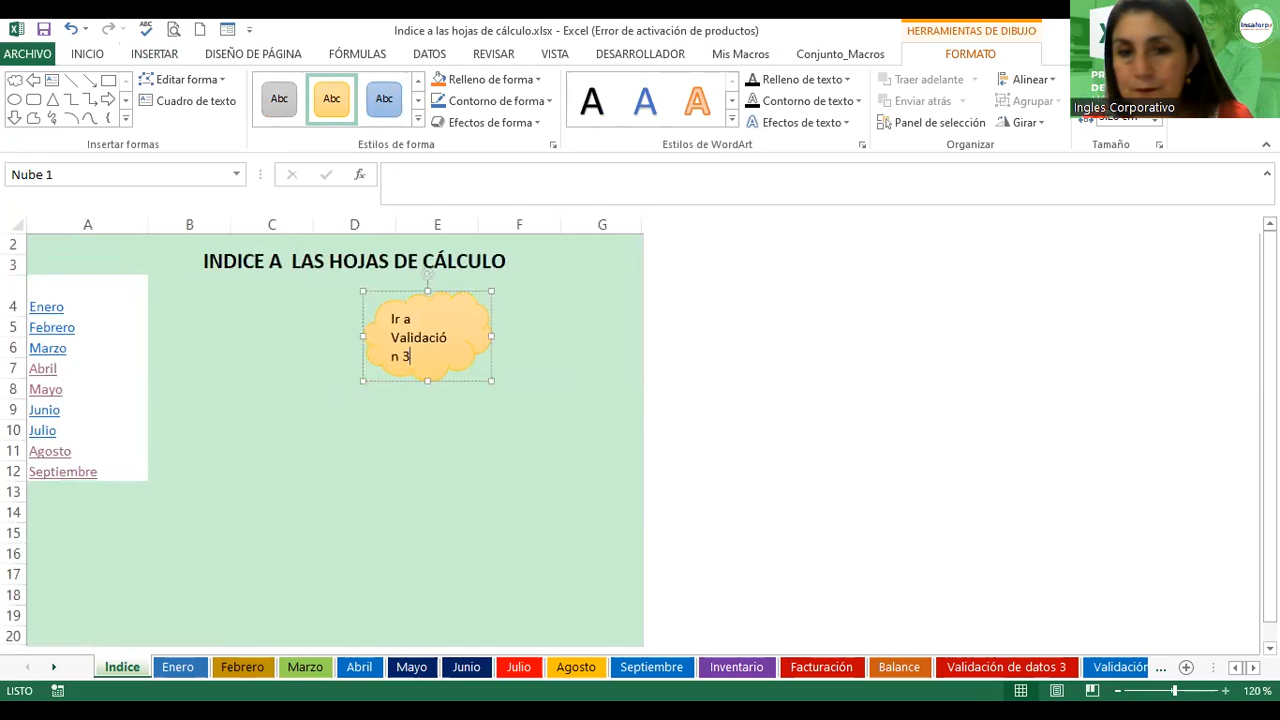 Indice a las hojas de cálculo.xlsx - Excel (Error de activación de productos)
HERRAMIENTAS DE DIBUJO
ARCHIVO INICIO INSERTAR DISEÑO DE PÁGINA FÓRMULAS DATOS REVISAR VISTA DESARROLLADOR Mis Macros Conjunto_Macros FORMATO
Insaforp
Ingles Corporativo
Editar forma
Cuadro de texto
Insertar formas
Abc Abc Abc
Relleno de forma
Contorno de forma
Efectos de forma
Estilos de forma
A A A
Relleno de texto
Contorno de texto
Efectos de texto
Estilos de WordArt
Traer adelante
Enviar atrás
Panel de selección
Alinear
Agrupar
Girar
Organizar
Tamaño
Nube 1
fx
A B C D E F G
2
3 INDICE A LAS HOJAS DE CÁLCULO
4 Enero
5 Febrero
6 Marzo
7 Abril
8 Mayo
9 Junio
10 Julio
11 Agosto
12 Septiembre
13
14
15
16
17
18
19
20
Ir a
Validació
n 3
Indice Enero Febrero Marzo Abril Mayo Junio Julio Agosto Septiembre Inventario Facturación Balance Validación de datos 3 Validación ...
LISTO
120 %